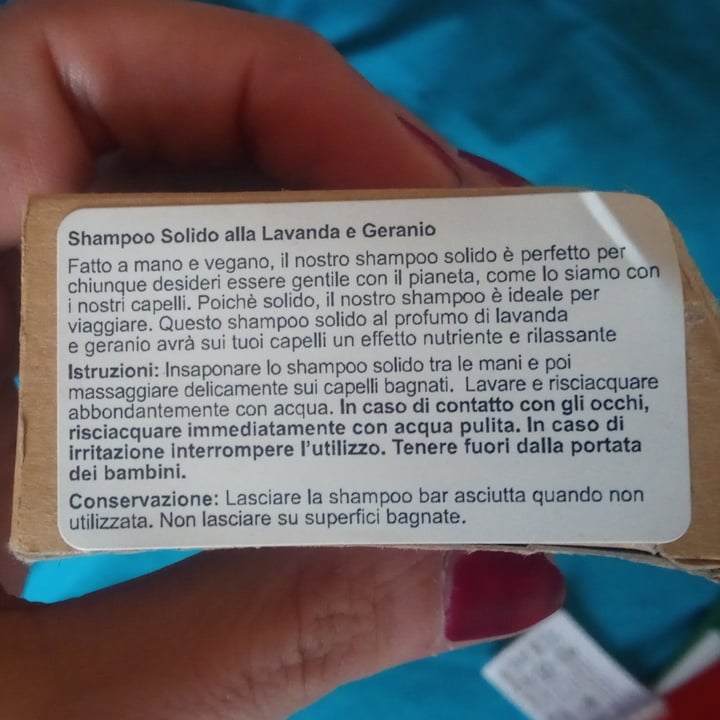 Shampoo Solido alla Lavanda e Geranio
Fatto a mano e vegano, il nostro shampoo solido è perfetto per
chiunque desideri essere gentile con il pianeta, come lo siamo con
i nostri capelli. Poichè solido, il nostro shampoo è ideale per
viaggiare. Questo shampoo solido al profumo di lavanda
e geranio avrà sui tuoi capelli un effetto nutriente e rilassante
Istruzioni: Insaponare lo shampoo solido tra le mani e poi
massaggiare delicamente sui capelli bagnati. Lavare e risciacquare
abbondantemente con acqua. In caso di contatto con gli occhi,
risciacquare immediatamente con acqua pulita. In caso di
irritazione interrompere l'utilizzo. Tenere fuori dalla portata
dei bambini.
Conservazione: Lasciare la shampoo bar asciutta quando non
utilizzata. Non lasciare su superfici bagnate.